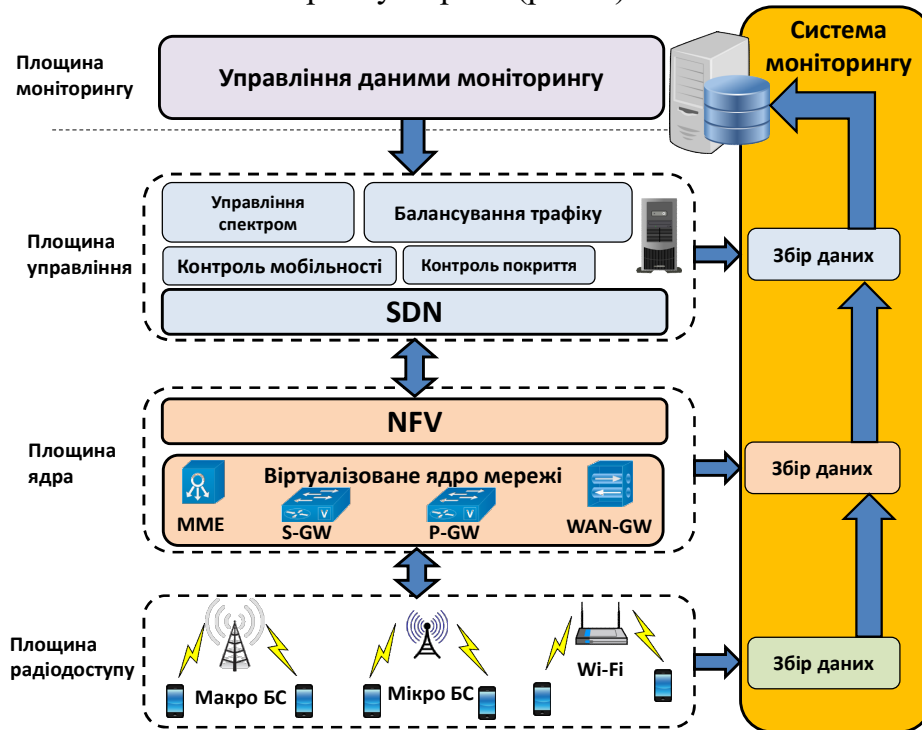 Площина
моніторингу
Управління даними моніторингу
Система
моніторингу
Площина
управління
Управління
спектром
Балансування трафіку
Контроль мобільності
Контроль покриття
SDN
Збір даних
Площина
ядра
NFV
Віртуалізоване ядро мережі
MME
S-GW
P-GW
WAN-GW
Збір даних
Площина
радіодоступу
Макро БС
Мікро БС
Wi-Fi
Збір даних